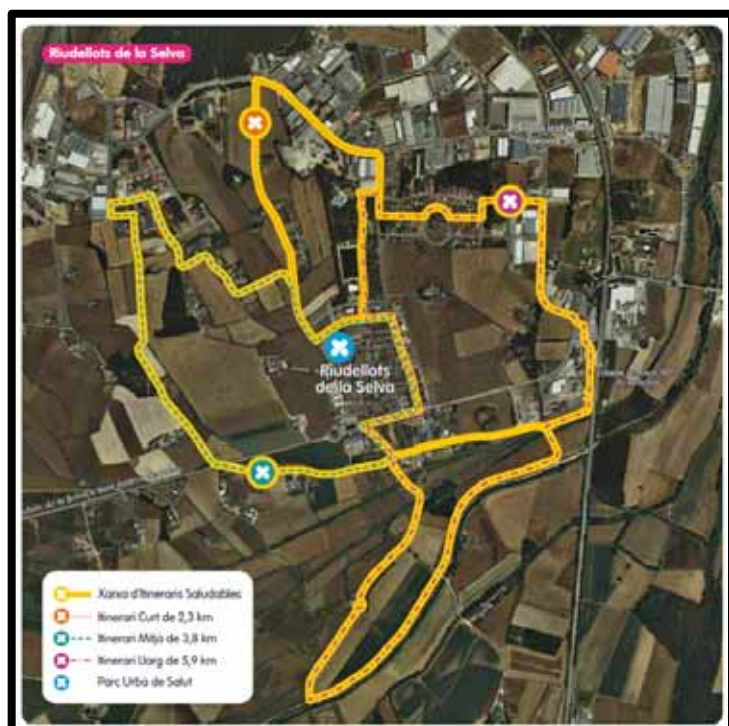 Riudellots de la Selva
Riudellots
de la Selva
Xarxa d'Itineraris Saludables
Itinerari Curt de 2,3 km
Itinerari Mitjà de 3,8 km
Itinerari Llarg de 5,9 km
Parc Urbà de Salut